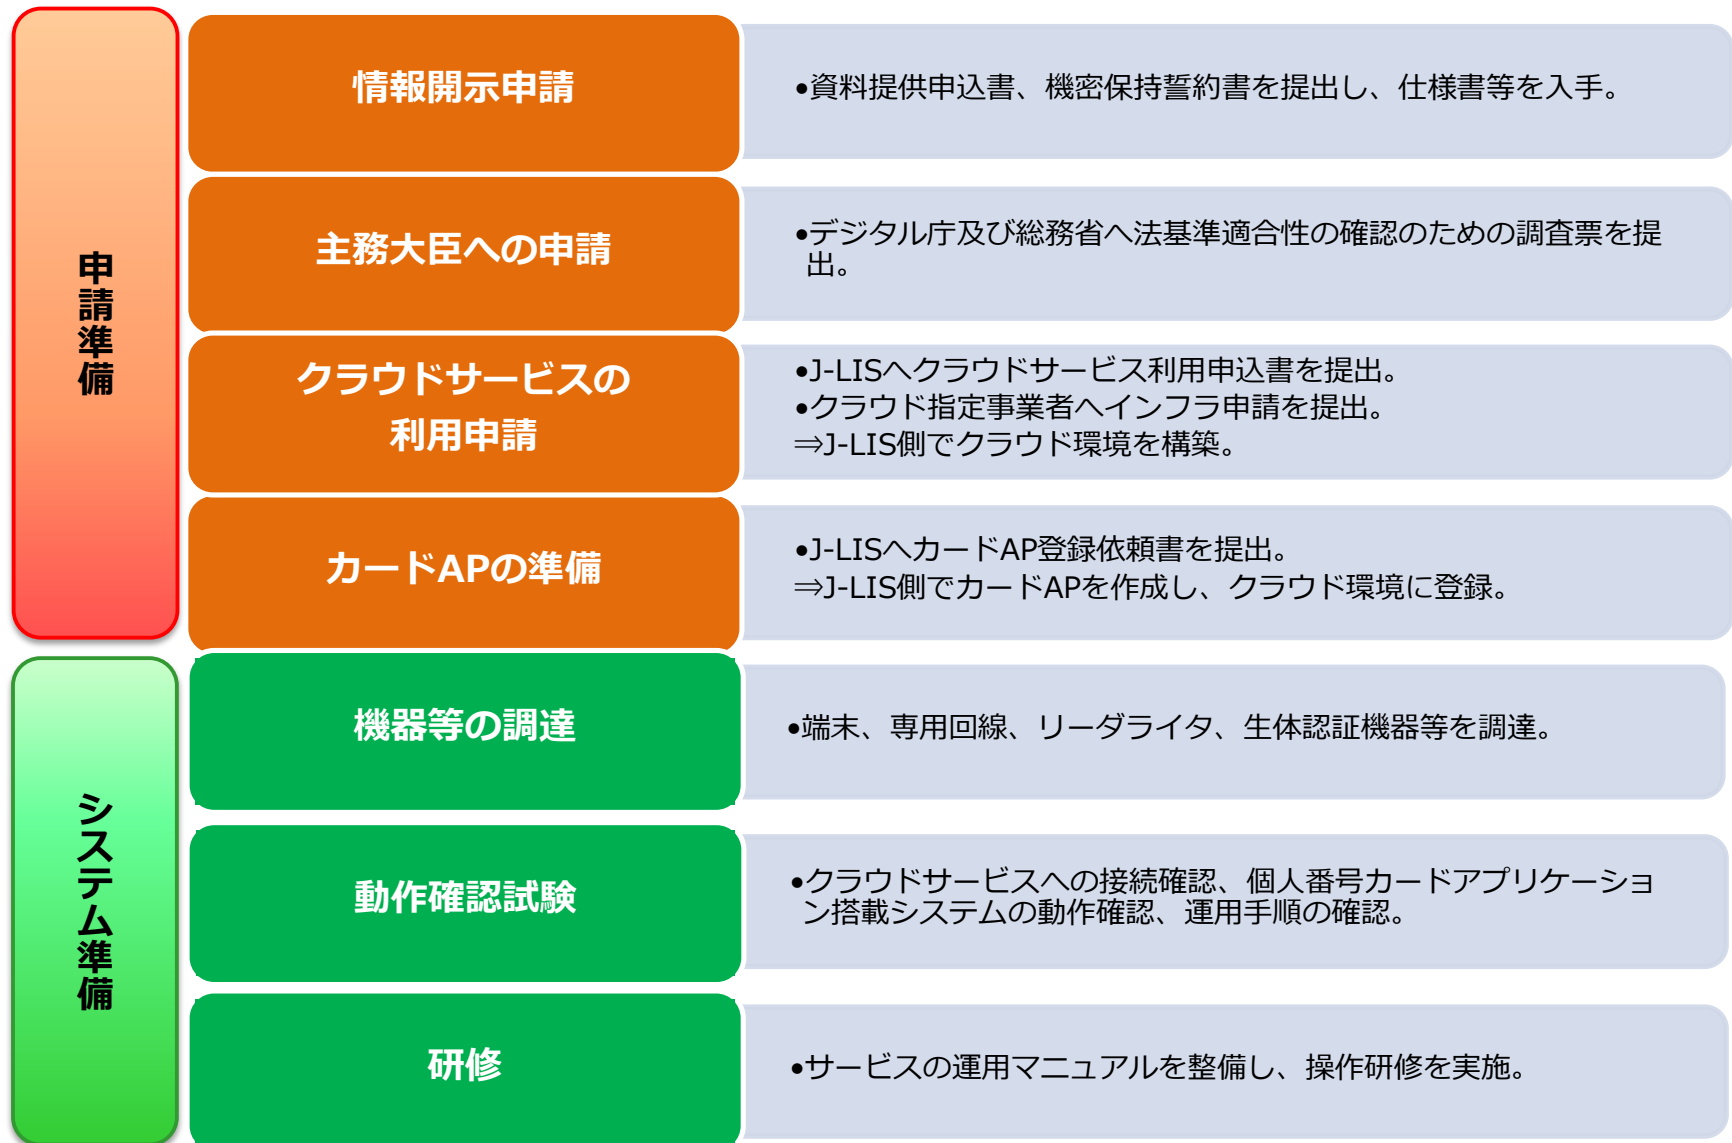 申請準備
情報開示申請
•資料提供申込書、機密保持誓約書を提出し、仕様書等を入手。
主務大臣への申請
•デジタル庁及び総務省へ法基準適合性の確認のための調査票を提
出。
クラウドサービスの
利用申請
•J-LISへクラウドサービス利用申込書を提出。
•クラウド指定事業者へインフラ申請を提出。
⇒J-LIS側でクラウド環境を構築。
カードAPの準備
•J-LISへカードAP登録依頼書を提出。
⇒J-LIS側でカードAPを作成し、クラウド環境に登録。
システム準備
機器等の調達
•端末、専用回線、リーダライタ、生体認証機器等を調達。
動作確認試験
•クラウドサービスへの接続確認、個人番号カードアプリケーショ
ン搭載システムの動作確認、運用手順の確認。
研修
•サービスの運用マニュアルを整備し、操作研修を実施。